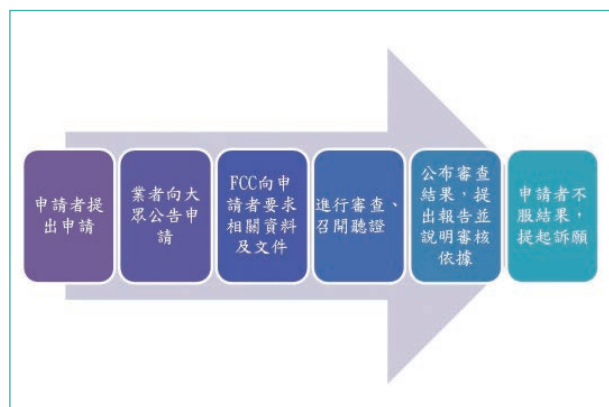 申請者提
出申請
業者向大
眾公告申
請
FCC向申
請者要求
相關資料
及文件
進行審查、
召開聽證
公布審查
結果，提
出報告並
說明審核
依據
申請者不
服結果，
提起訴願